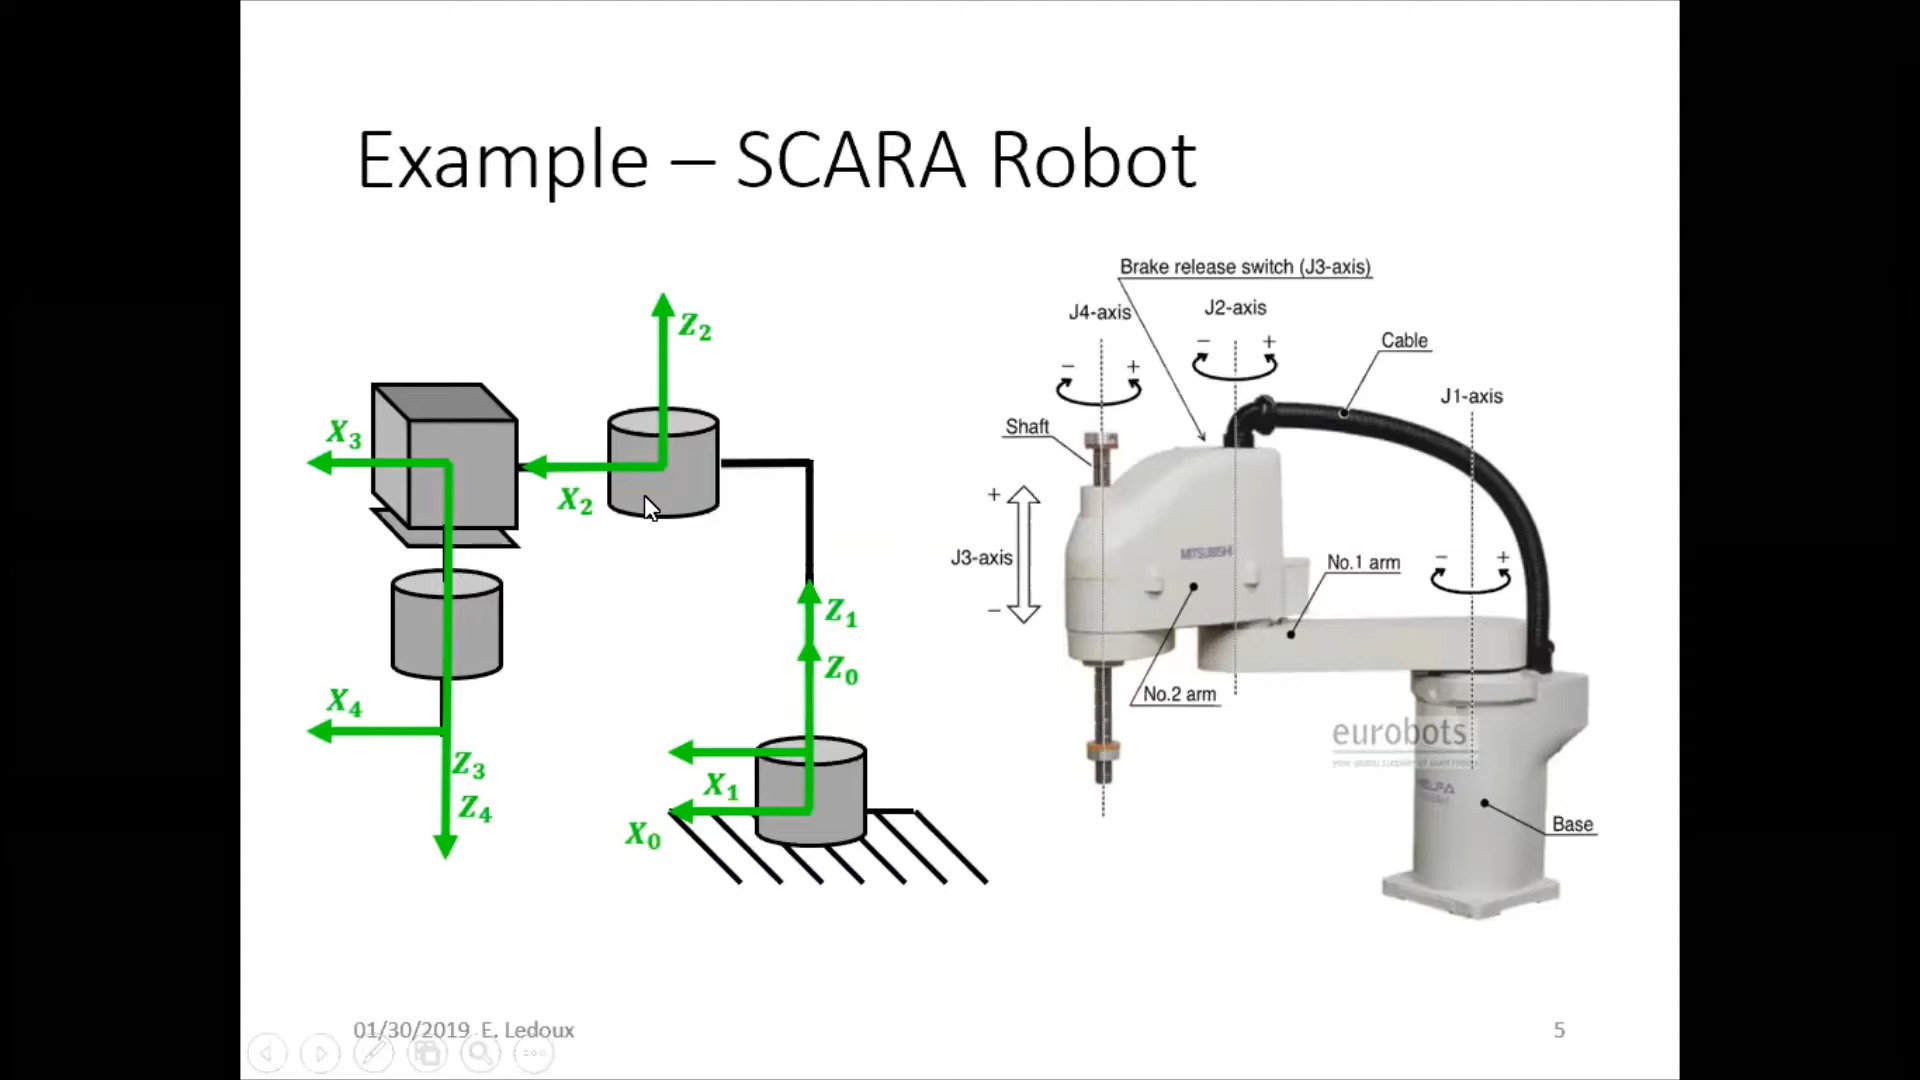 Example – SCARA Robot
Z₂
X₃
X₂
Z₁
Z₀
X₄
Z₃
X₁
Z₄
X₀
Brake release switch (J3-axis)
J4-axis
J2-axis
− +
Cable
− +
J1-axis
Shaft
+
J3-axis
−
MITSUBISHI
No.1 arm
− +
No.2 arm
eurobots
Base
01/30/2019 E. Ledoux
5